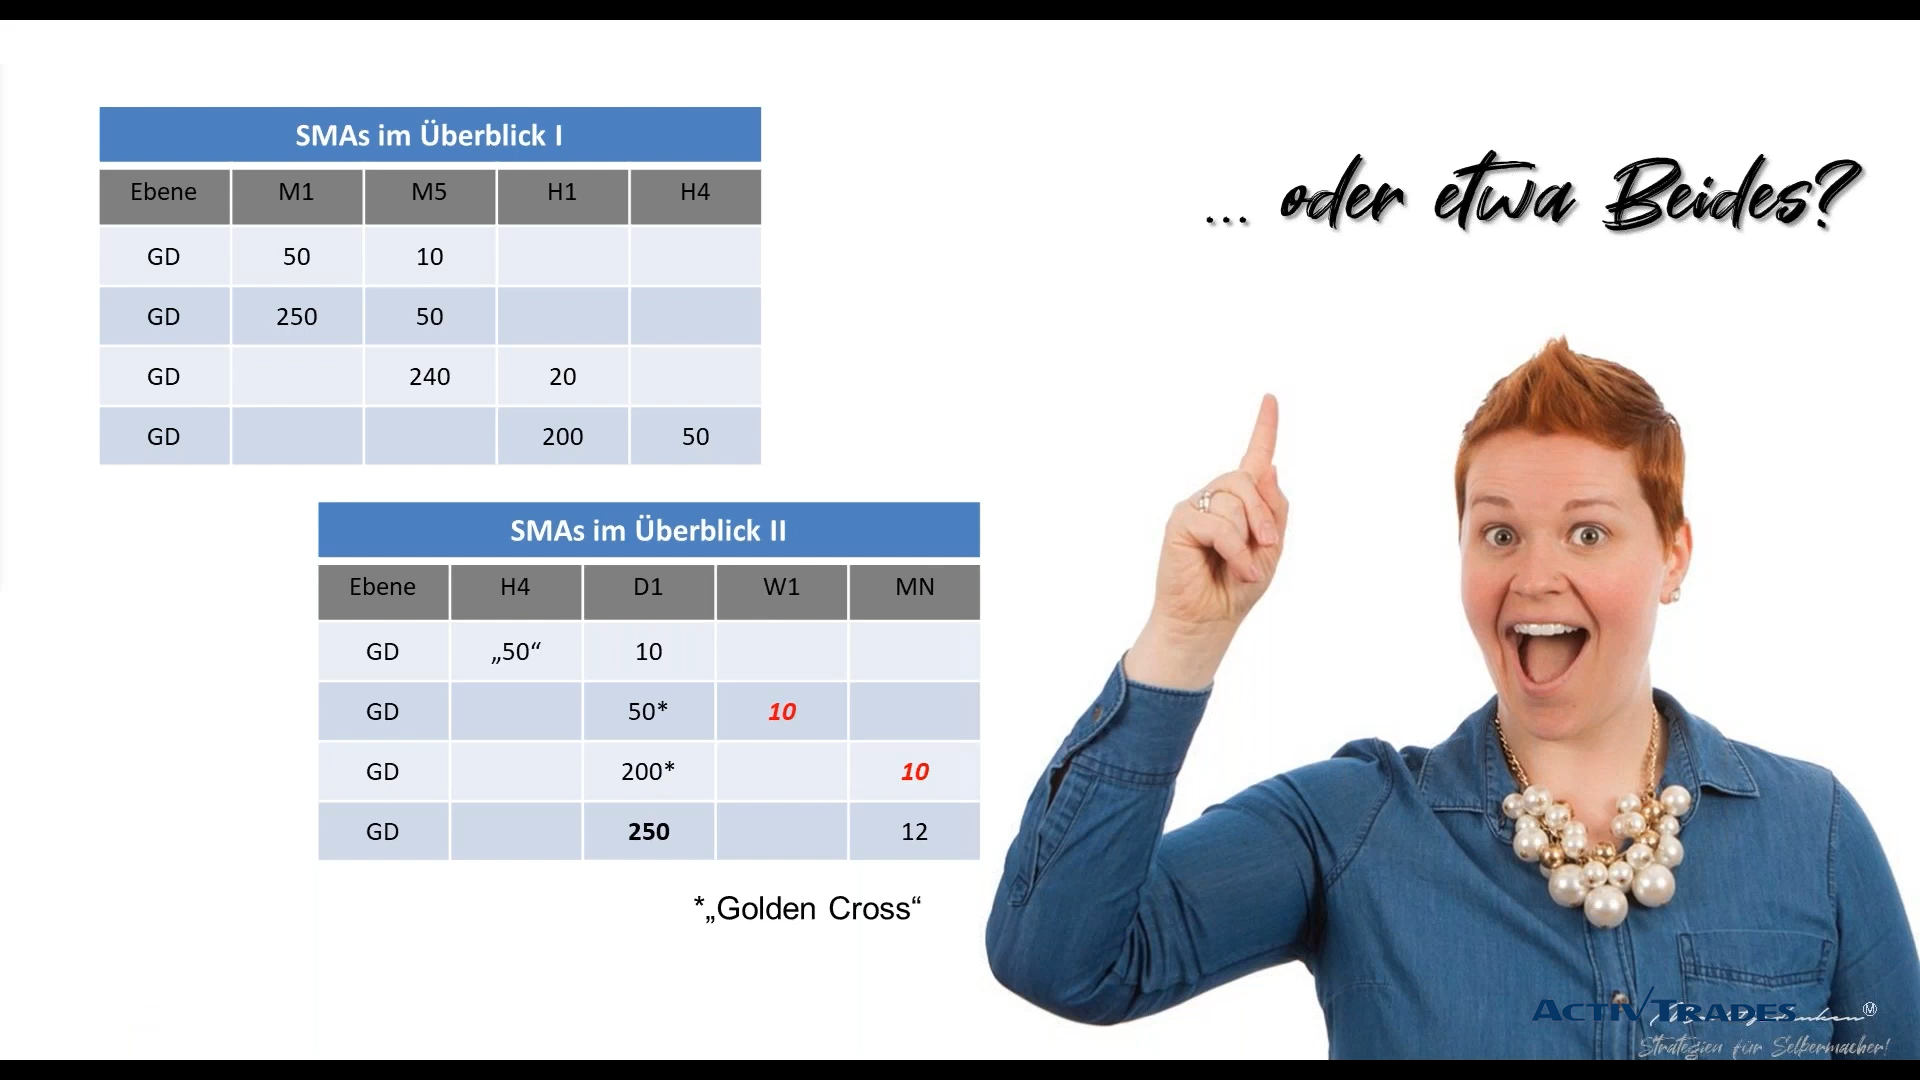 SMAs im Überblick I
Ebene M1 M5 H1 H4
GD 50 10
GD 250 50
GD 240 20
GD 200 50
... oder etwa Beides?
SMAs im Überblick II
Ebene H4 D1 W1 MN
GD „50“ 10
GD 50* 10
GD 200* 10
GD 250 12
*„Golden Cross“
ActivTrades
Strategien für Selbermacher!